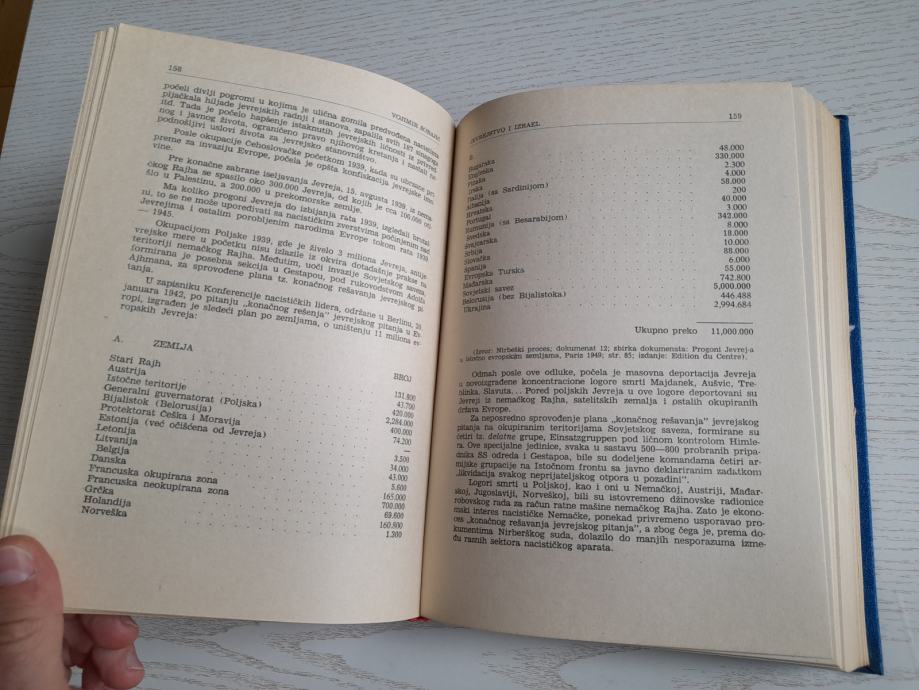 158
VOJIMIR
počeli divlji pogromi u kojima je ulična gomila predvođena nacistima
pljačkala hiljade jevrejskih radnji i stanova, zapalila svih 187 sinagoga
itd. Tada je počelo hapšenje istaknutih jevrejskih ličnosti iz privred-
nog i javnog života, ograničeno pravo njihovog kretanja i nastali ne-
podnošljivi uslovi života za jevrejsko stanovništvo.
Posle okupacije Čehoslovačke početkom 1939, kada su ubrzane pri-
preme za invaziju Evrope, počela je opšta konfiskacija jevrejske imo-
vine.
Pre konačne zabrane iseljavanja Jevreja, 15. avgusta 1939, iz nema-
čkog Rajha se spasilo oko 300.000 Jevreja, od kojih je cca 106.000 oti-
šlo u Palestinu, a 200.000 u prekomorske zemlje.
Ma koliko progoni Jevreja do izbijanja rata 1939. izgledali brutal-
ni, to se ne može upoređivati sa nacističkim zverstvima počinjenim nad
Jevrejima i ostalim porobljenim narodima Evrope tokom rata 1939
— 1945.
Okupacijom Poljske 1939, gde je živelo 3 miliona Jevreja, antije-
vrejske mere u početku nisu izlazile iz okvira dotadašnje prakse na
teritoriji nemačkog Rajha. Međutim, uoči invazije Sovjetskog saveza,
formirana je posebna sekcija u Gestapou, pod rukovodstvom Adolfa
Ajhmana, za sprovođenje plana tz. konačnog rešavanja jevrejskog pi-
tanja.
U zapisniku Konferencije nacističkih lidera, održane u Berlinu, 20.
januara 1942, po pitanju „konačnog rešenja" jevrejskog pitanja u Ev-
ropi, izgrađen je sledeći plan po zemljama, o uništenju 11 miliona ev-
ropskih Jevreja:
A. ZEMLJA BROJ
Stari Rajh 131.800
Austrija 43.700
Istočne teritorije 420.000
Generalni guvernatorat (Poljska) 2,284.000
Bijalistok (Belorusija) 400.000
Protektorat Češka i Moravija 74.200
Estonija (već očišćena od Jevreja) —
Letonija 3.500
Litvanija 34.000
Belgija 43.000
Danska
Francuska okupirana zona 165.000
Francuska neokupirana zona 700.000
Grčka 69.600
Holandija 160.800
Norveška 1.300
JEVREJSTVO I IZRAEL 159
B.
Bugarska 48.000
Engleska 330.000
Finska 2.300
Irska 4.000
Italija (sa Sardinijom) 58.000
Albanija 200
Hrvatska 40.000
Portugal 3.000
Rumunija (sa Besarabijom) 342.000
Švedska 8.000
Švajcarska 18.000
Srbija 10.000
Slovačka 88.000
Španija 6.000
Evropska Turska 55.000
Mađarska 742.800
Sovjetski savez 5,000.000
Belorusija (bez Bijalistoka) 446.488
Ukrajina 2,994.684
Ukupno preko 11,000.000
(Izvor: Nirbeški proces; dokumenat 12; zbirka dokumensta: Progoni Jevrej-a
u istočno evropskim zemljama, Paris 1949; str. 85; izdanje: Edition du Centre).
Odmah posle ove odluke, počela je masovna deportacija Jevreja
u novoizgrađene koncentracione logore smrti Majdanek, Aušvic, Tre-
blinka, Slavuta... Pored poljskih Jevreja u ove logore deportovani su
Jevreji iz nemačkog Rajha, satelitskih zemalja i ostalih okupiranih
država Evrope.
Za neposredno sprovođenje plana „konačnog rešavanja" jevrejskog
pitanja na okupiranim teritorijama Sovjetskog saveza, formirane su
četiri tz. delotne grupe, Einsatzgruppen pod ličnom kontrolom Himle-
ra. Ove specijalne jedinice, svaka u sastavu 500—800 probranih pripa-
dnika SS odreda i Gestapoa, bile su dodeljene komandama četiri ar-
mijske grupacije na Istočnom frontu sa javno deklariranim zadatkom
„likvidacija svakog neprijateljskog otpora u pozadini".
Logori smrti u Poljskoj, kao i oni u Nemačkoj, Austriji, Mađar-
skoj, Jugoslaviji, Norveškoj, bili su istovremeno džinovske radionice
robovskog rada za račun ratne mašine nemačkog Rajha. Zato je ekono-
maki interes nacističke Nemačke, ponekad privremeno usporavao pro-
ces „konačnog rešavanja jevrejskog pitanja", a zbog čega je, prema do-
kumentima Nirberškog suda, dolazilo do manjih nesporazuma izme-
đu raznih sektora nacističkog aparata.